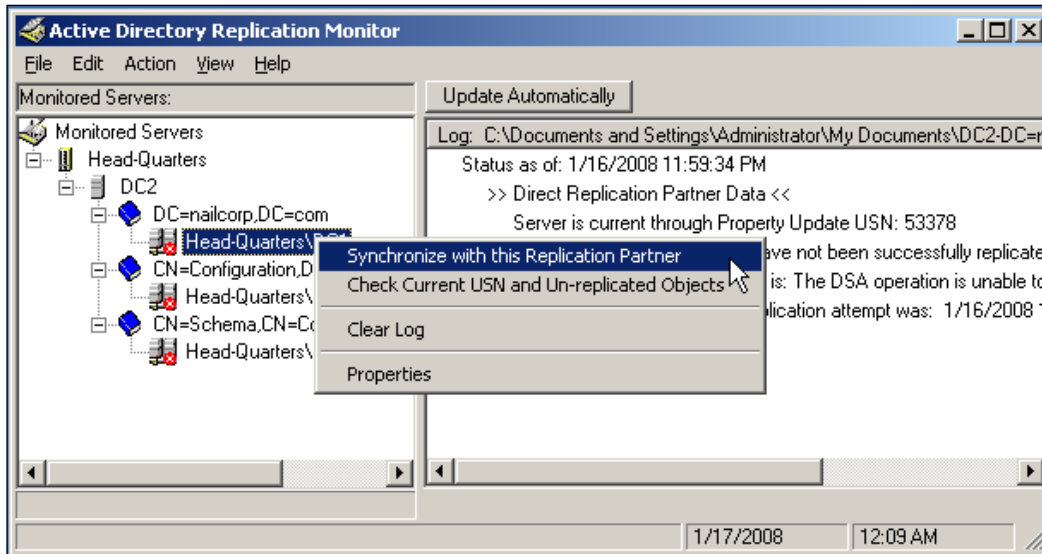 Active Directory Replication Monitor
File Edit Action View Help
Monitored Servers:
Update Automatically
Monitored Servers
Head-Quarters
DC2
DC=nailcorp,DC=com
Head-Quarters\
CN=Configuration,D
Head-Quarters\
CN=Schema,CN=Co
Head-Quarters\
Synchronize with this Replication Partner
Check Current USN and Un-replicated Objects
Clear Log
Properties
Log: C:\Documents and Settings\Administrator\My Documents\DC2-DC=n
Status as of: 1/16/2008 11:59:34 PM
>> Direct Replication Partner Data <<
Server is current through Property Update USN: 53378
ave not been successfully replicate
is: The DSA operation is unable to
lication attempt was: 1/16/2008 1
1/17/2008
12:09 AM